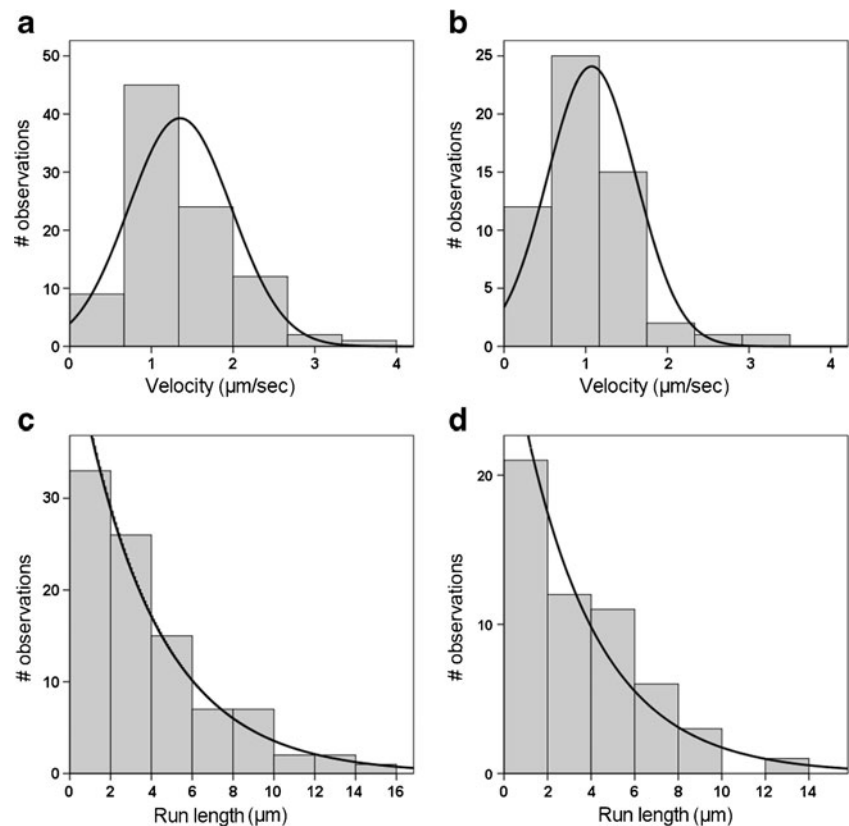 a
50
40
30
20
10
0
# observations
0 1 2 3 4
Velocity (µm/sec)
b
25
20
15
10
5
0
# observations
0 1 2 3 4
Velocity (µm/sec)
c
30
20
10
0
# observations
0 2 4 6 8 10 12 14 16
Run length (µm)
d
20
10
0
# observations
0 2 4 6 8 10 12 14
Run length (µm)